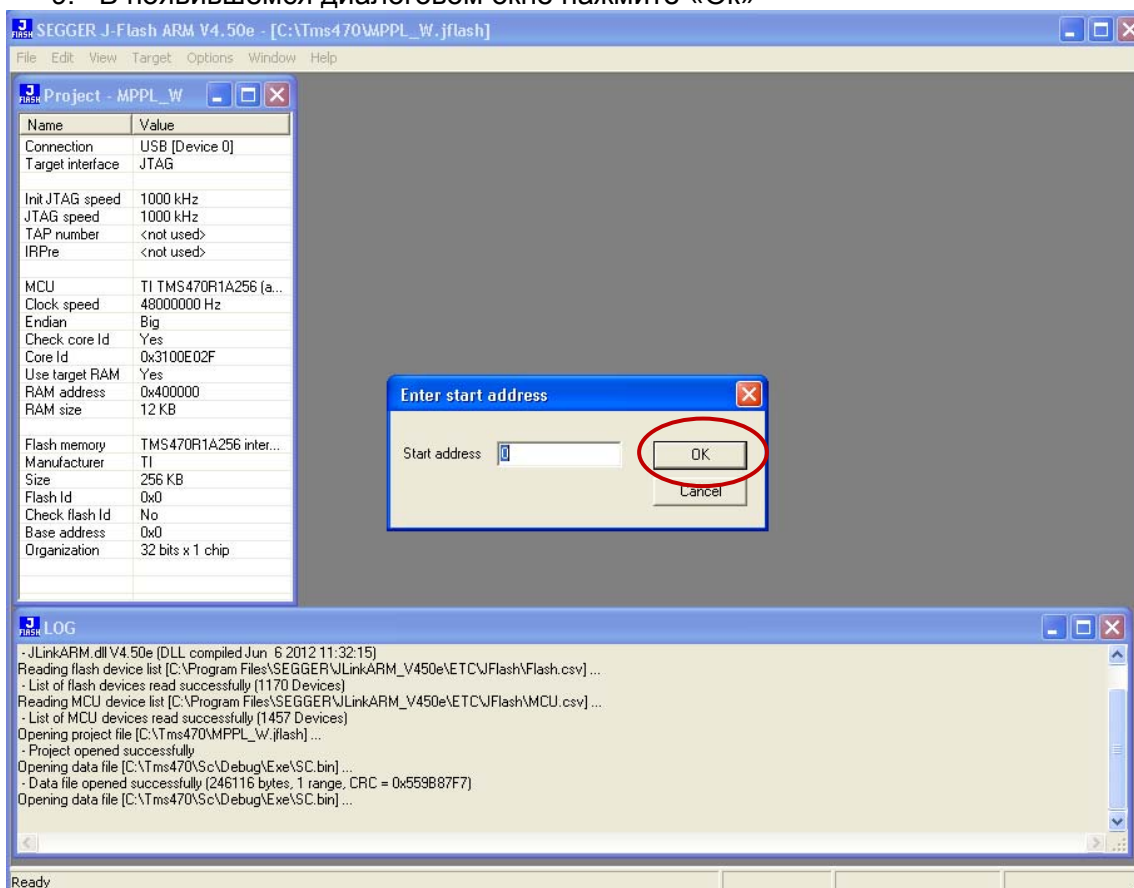 В появившемся диалоговом окне нажмите «Ок»
SEGGER J-Flash ARM V4.50e - [C:\Tms470\MPPL_W.jflash]
File Edit View Target Options Window Help
Project - MPPL_W
Name Value
Connection USB [Device 0]
Target interface JTAG
Init JTAG speed 1000 kHz
JTAG speed 1000 kHz
TAP number <not used>
IRPre <not used>
MCU TI TMS470R1A256 (a...
Clock speed 48000000 Hz
Endian Big
Check core Id Yes
Core Id 0x3100E02F
Use target RAM Yes
RAM address 0x400000
RAM size 12 KB
Flash memory TMS470R1A256 inter...
Manufacturer TI
Size 256 KB
Flash Id 0x0
Check flash Id No
Base address 0x0
Organization 32 bits x 1 chip
Enter start address
Start address 0
OK
Cancel
LOG
- JLinkARM.dll V4.50e (DLL compiled Jun 6 2012 11:32:15)
Reading flash device list [C:\Program Files\SEGGER\JLinkARM_V450e\ETC\JFlash\Flash.csv] ...
- List of flash devices read successfully (1170 Devices)
Reading MCU device list [C:\Program Files\SEGGER\JLinkARM_V450e\ETC\JFlash\MCU.csv] ...
- List of MCU devices read successfully (1457 Devices)
Opening project file [C:\Tms470\MPPL_W.jflash] ...
- Project opened successfully
Opening data file [C:\Tms470\Sc\Debug\Exe\SC.bin] ...
- Data file opened successfully (246116 bytes, 1 range, CRC = 0x559B87F7)
Opening data file [C:\Tms470\Sc\Debug\Exe\SC.bin] ...
Ready